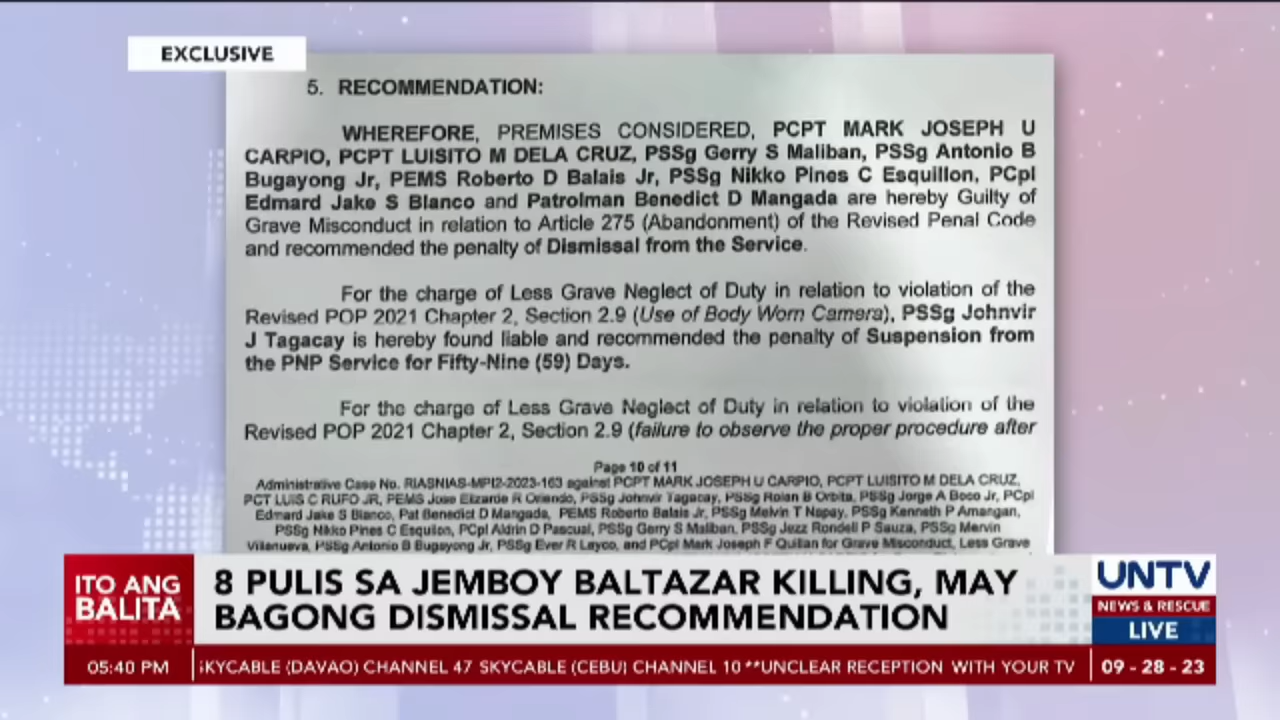 EXCLUSIVE
5. RECOMMENDATION:
WHEREFORE, PREMISES CONSIDERED, PCPT MARK JOSEPH U
CARPIO, PCPT LUISITO M DELA CRUZ, PSSg Gerry S Maliban, PSSg Antonio B
Bugayong Jr, PEMS Roberto D Balais Jr, PSSg Nikko Pines C Esquillon, PCpl
Edmard Jake S Blanco and Patrolman Benedict D Mangada are hereby Guilty of
Grave Misconduct in relation to Article 275 (Abandonment) of the Revised Penal Code
and recommended the penalty of Dismissal from the Service.
For the charge of Less Grave Neglect of Duty in relation to violation of the
Revised POP 2021 Chapter 2, Section 2.9 (Use of Body Worn Camera), PSSg Johnvir
J Tagacay is hereby found liable and recommended the penalty of Suspension from
the PNP Service for Fifty-Nine (59) Days.
For the charge of Less Grave Neglect of Duty in relation to violation of the
Revised POP 2021 Chapter 2, Section 2.9 (failure to observe the proper procedure after
Page 10 of 11
Administrative Case No. against PCPT MARK JOSEPH U CARPIO, PCPT LUISITO M DELA CRUZ,
PCT LUIS C RUFO JR, PEMS Jose Elizarde R Oriendo, PSSg Johnvir Tagacay, PSSg Rolan B Orbita, PSSg Jorge A Boco Jr, PCpl
Edmard Jake S Blanco, Pat Benedict D Mangada, PEMS Roberto Balais Jr, PSSg Melvin T Nepay, PSSg Kenneth P Amangan,
PSSg Nikko Pines C Esquilon, PCpl Aldrin D Pascual, PSSg Gerry S Maliban, PSSg Jezz Rondell P Sauza, PSMg Mervin
Villanueva, PSSg Antonio B Bugayong Jr, PSSg Ever R Layco, and PCpl Mark Joseph F Quilan for Grave Misconduct, Less Grave
ITO ANG
BALITA
8 PULIS SA JEMBOY BALTAZAR KILLING, MAY
BAGONG DISMISSAL RECOMMENDATION
UNTV
NEWS & RESCUE
LIVE
05:40 PM
SKYCABLE (DAVAO) CHANNEL 47 SKYCABLE (CEBU) CHANNEL 10 **UNCLEAR RECEPTION WITH YOUR TV
09 - 28 - 23